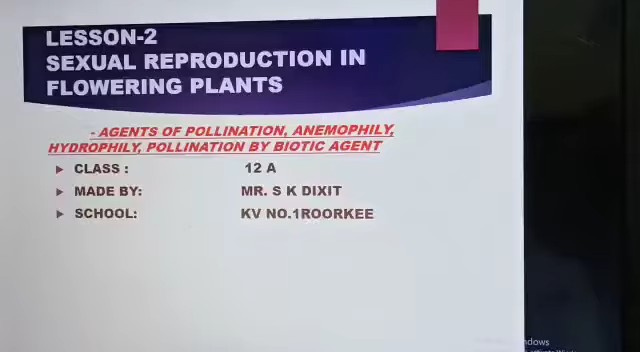 LESSON-2
SEXUAL REPRODUCTION IN
FLOWERING PLANTS
- AGENTS OF POLLINATION, ANEMOPHILY,
HYDROPHILY, POLLINATION BY BIOTIC AGENT
CLASS : 12 A
MADE BY: MR. S K DIXIT
SCHOOL: KV NO.1ROORKEE